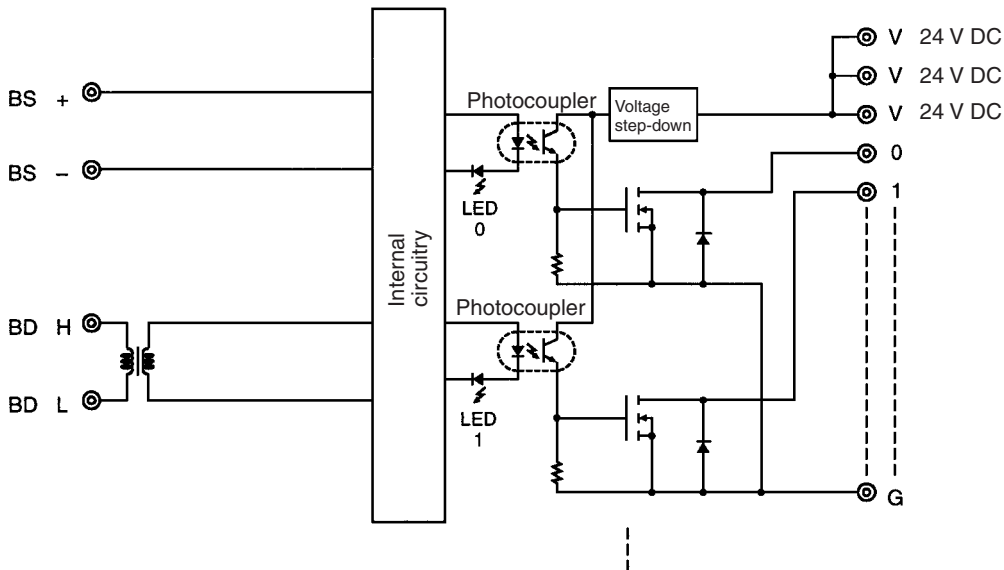 V 24 V DC
V 24 V DC
BS +
Photocoupler
Voltage
step-down
V 24 V DC
0
BS −
1
LED
0
Internal
circuitry
Photocoupler
BD H
BD L
LED
1
G